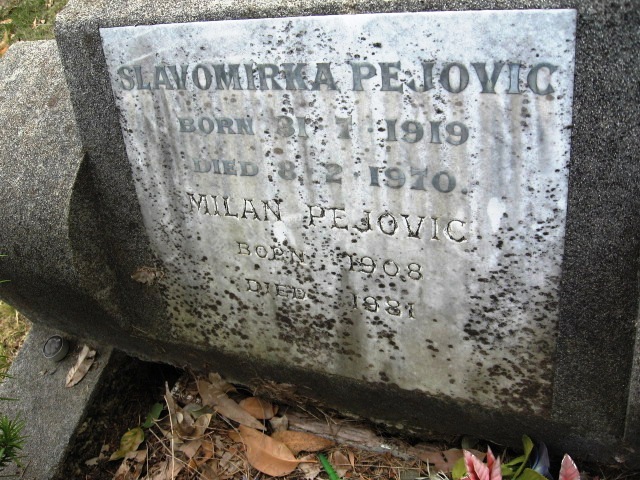 SLAVOMIRKA PEJOVIC
BORN 31·7·1919
DIED 8·2·1970
MILAN PEJOVIC
BORN 1908
DIED 1981